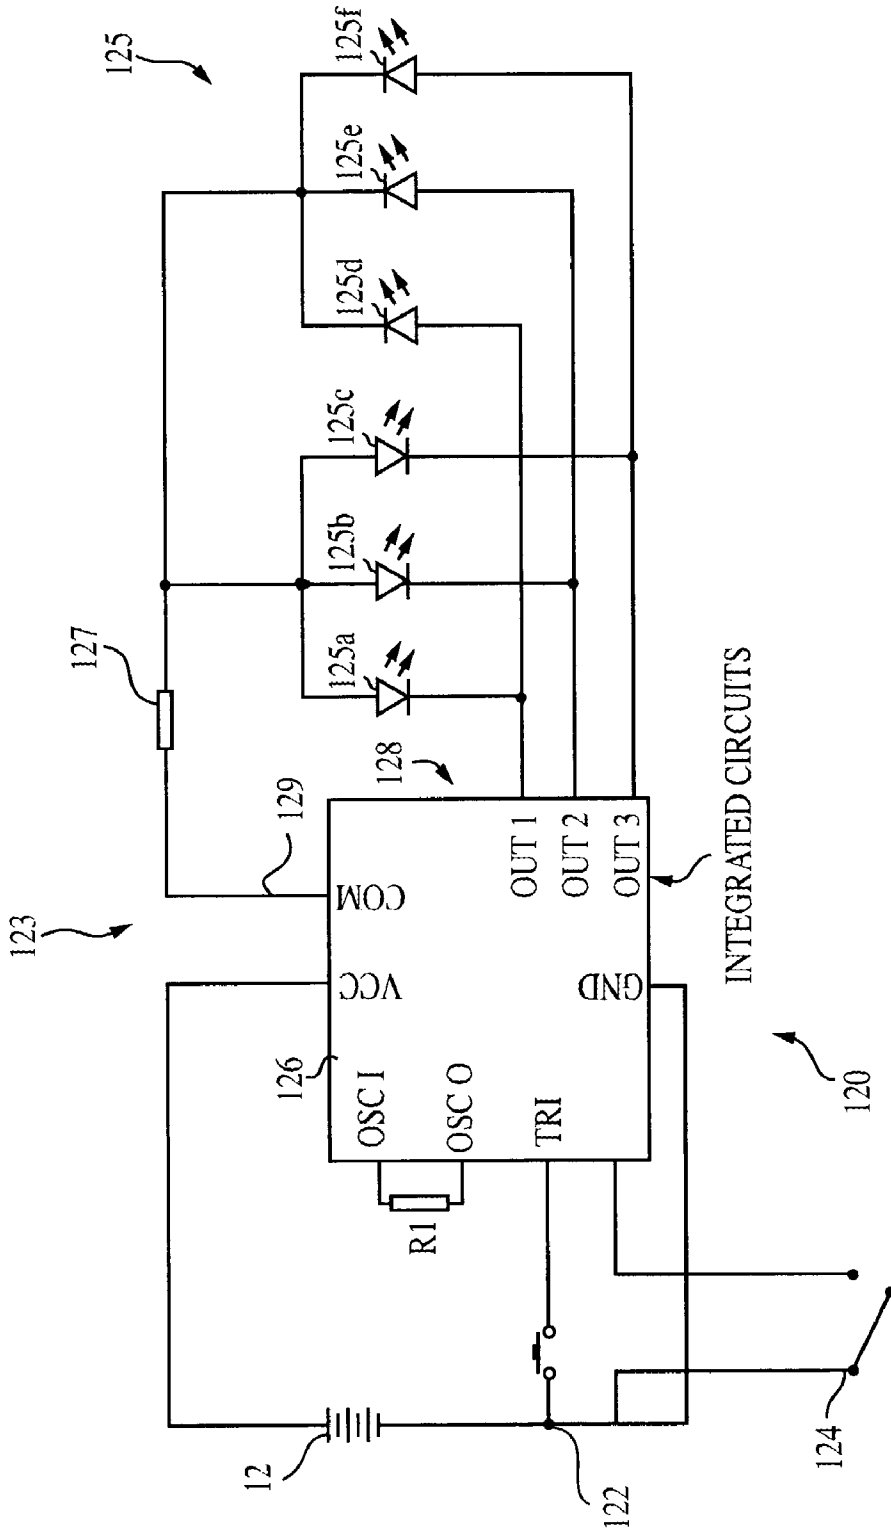 125
125f
125e
125d
125c
125b
125a
127
128
129
123
COM
VCC
OUT 1
OUT 2
OUT 3
GND
126
OSC I
OSC O
TRI
R1
INTEGRATED CIRCUITS
120
12
122
124